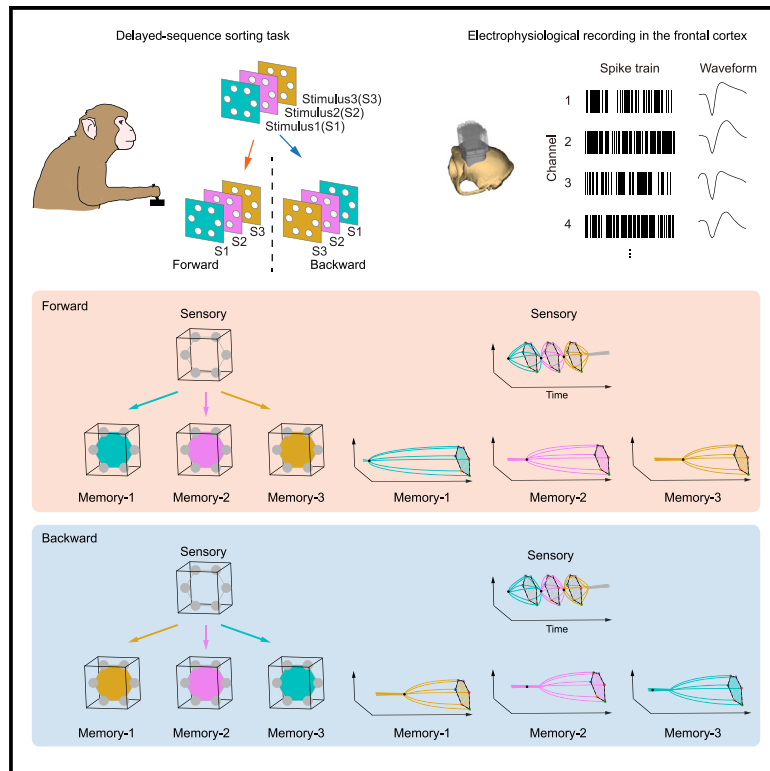 Delayed-sequence sorting task
Stimulus3(S3)
Stimulus2(S2)
Stimulus1(S1)
S3
S2
S1
Forward
S1
S2
S3
Backward
Electrophysiological recording in the frontal cortex
Spike train
Waveform
Channel
1
2
3
4
⋮
Forward
Sensory
Memory-1
Memory-2
Memory-3
Sensory
Time
Memory-1
Memory-2
Memory-3
Backward
Sensory
Memory-1
Memory-2
Memory-3
Sensory
Time
Memory-1
Memory-2
Memory-3